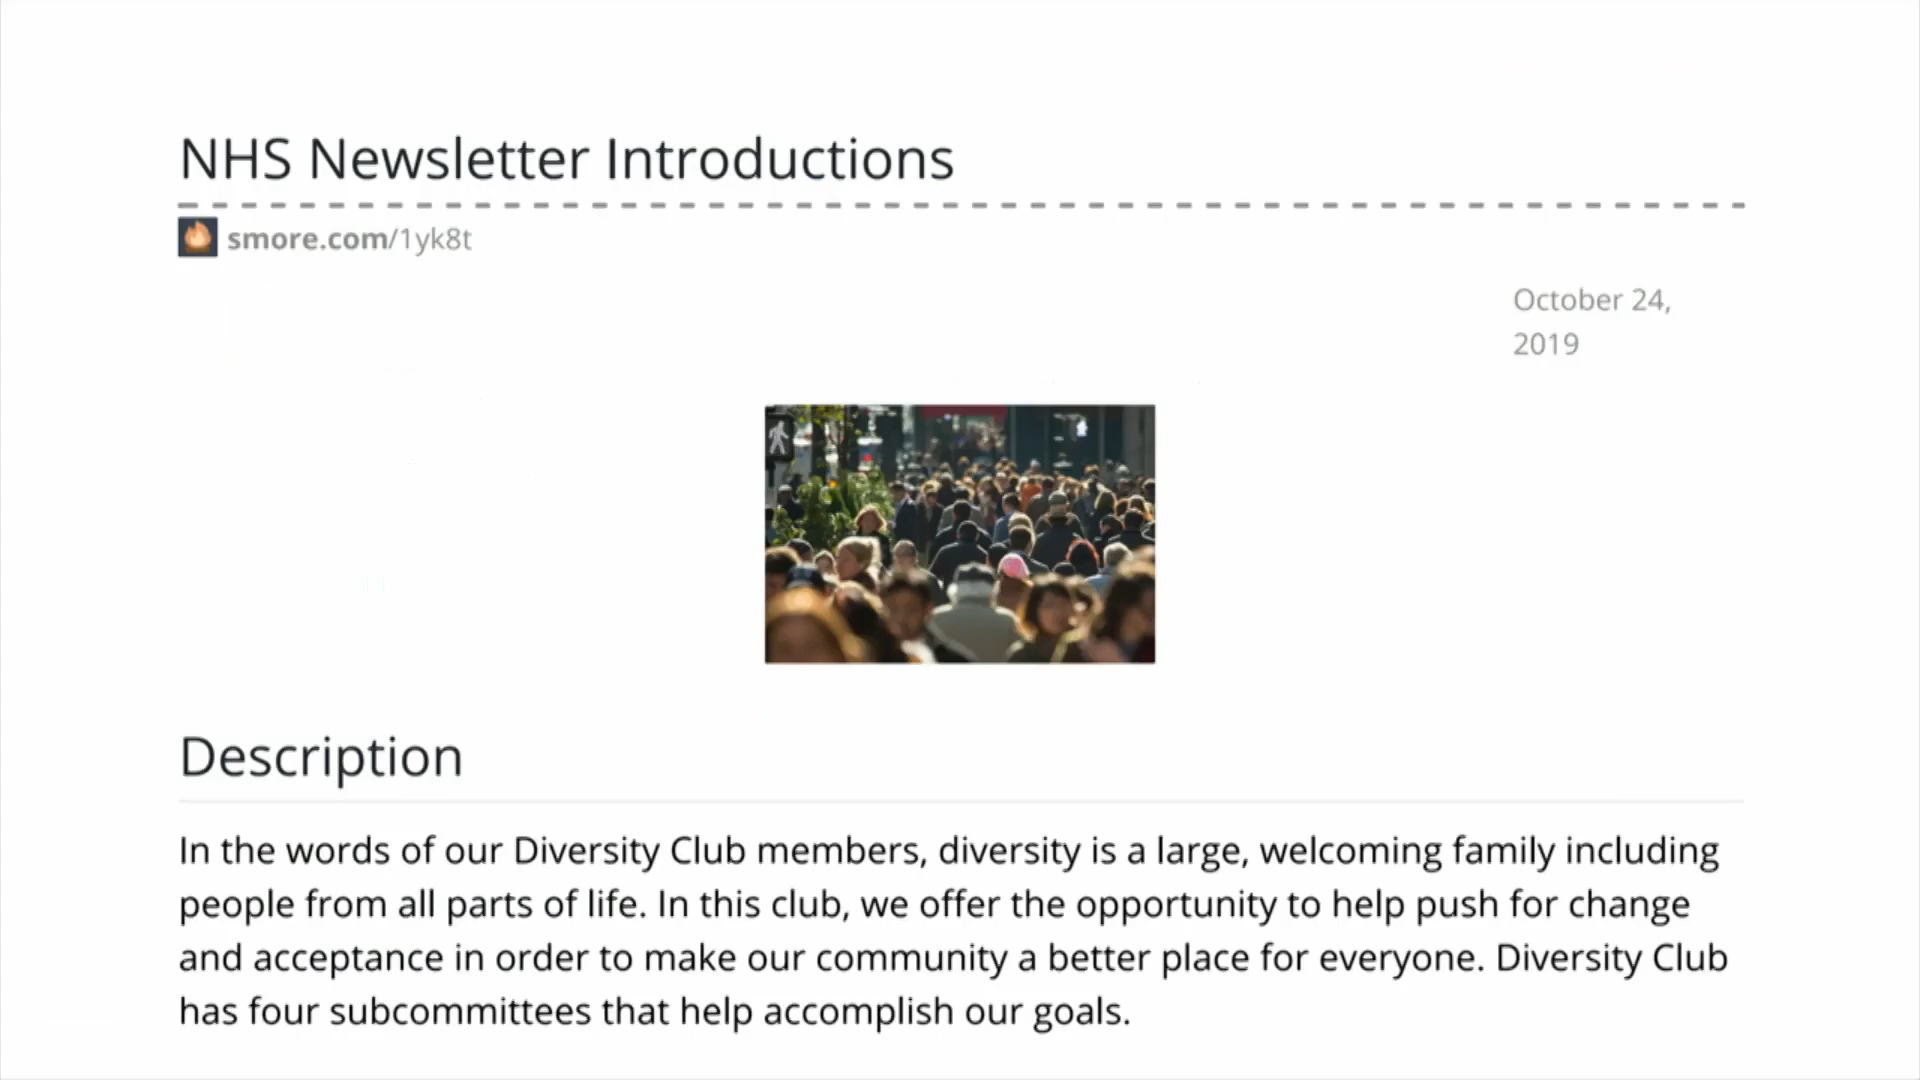 NHS Newsletter Introductions
smore.com/1yk8t
October 24,
2019
Description
In the words of our Diversity Club members, diversity is a large, welcoming family including
people from all parts of life. In this club, we offer the opportunity to help push for change
and acceptance in order to make our community a better place for everyone. Diversity Club
has four subcommittees that help accomplish our goals.